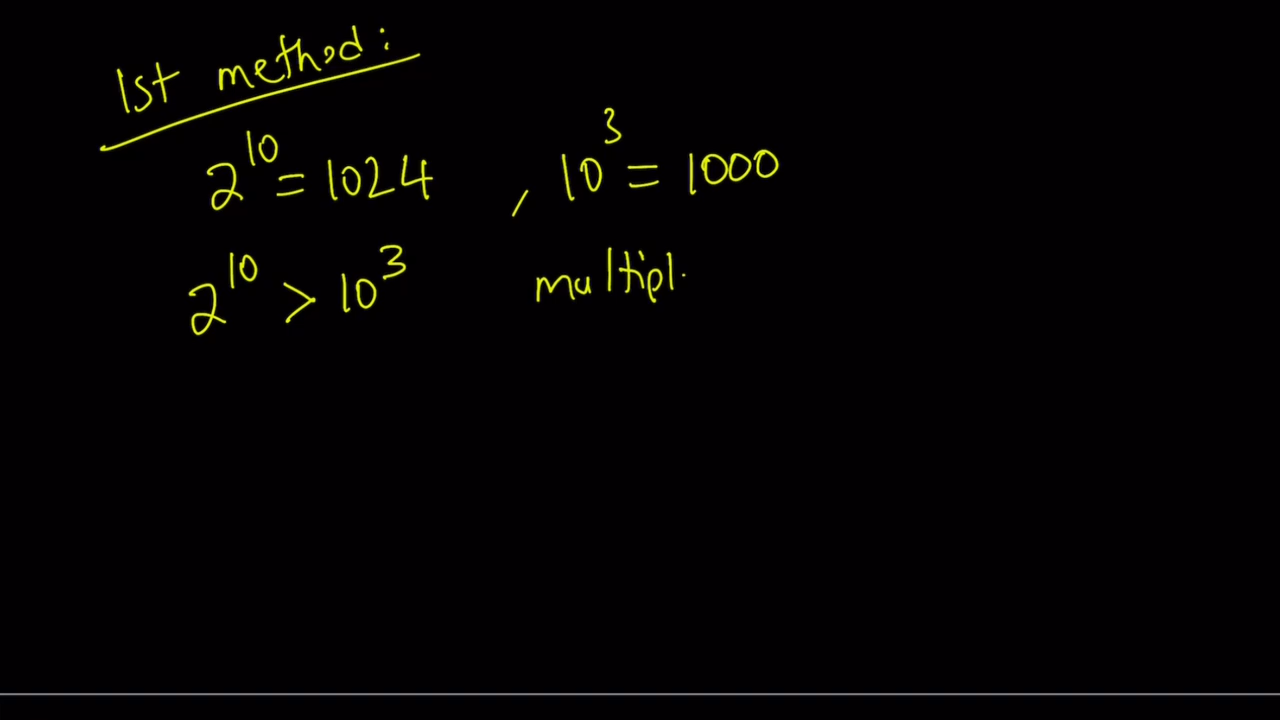 1st method:
2^10 = 1024 , 10^3 = 1000
2^10 > 10^3 multipl